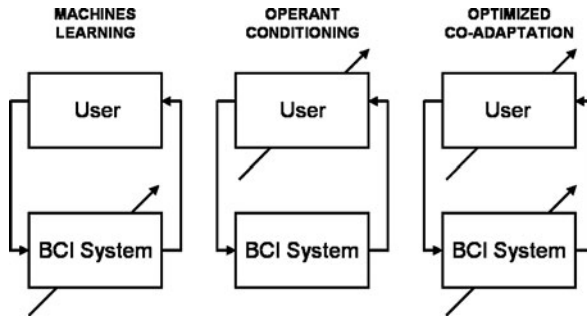 MACHINES
LEARNING
OPERANT
CONDITIONING
OPTIMIZED
CO-ADAPTATION
User
User
User
BCI System
BCI System
BCI System